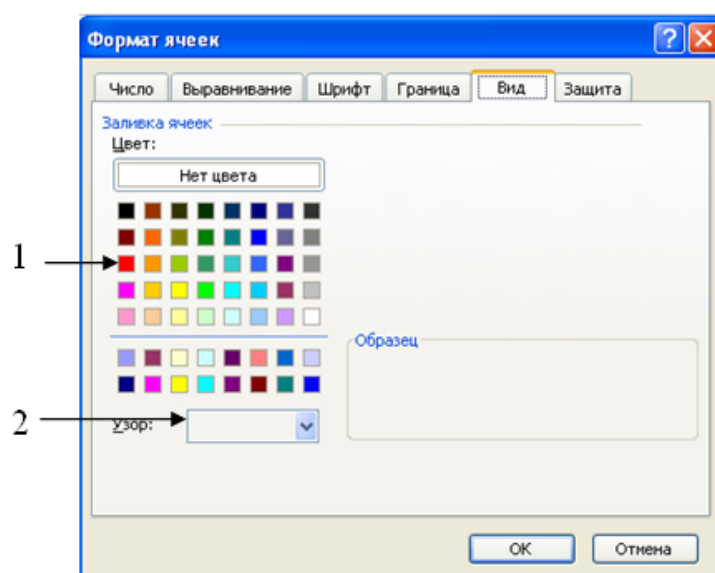 Формат ячеек
Число Выравнивание Шрифт Граница Вид Защита
Заливка ячеек
Цвет:
Нет цвета
1
Образец
2
Узор:
ОК Отмена